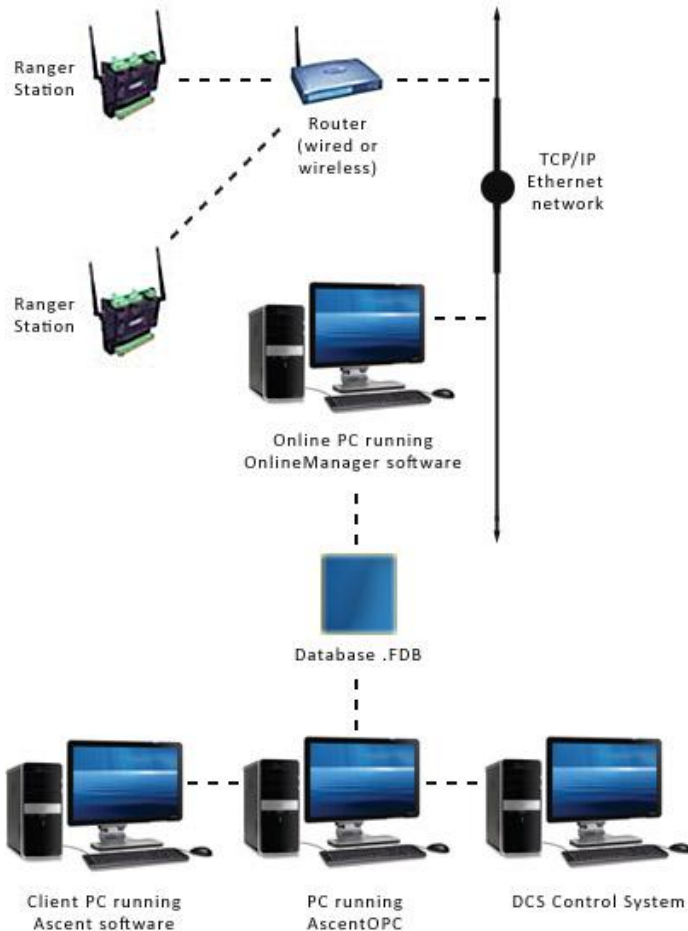 Ranger
Station
Router
(wired or
wireless)
TCP/IP
Ethernet
network
Ranger
Station
Online PC running
OnlineManager software
Database .FDB
Client PC running
Ascent software
PC running
AscentOPC
DCS Control System